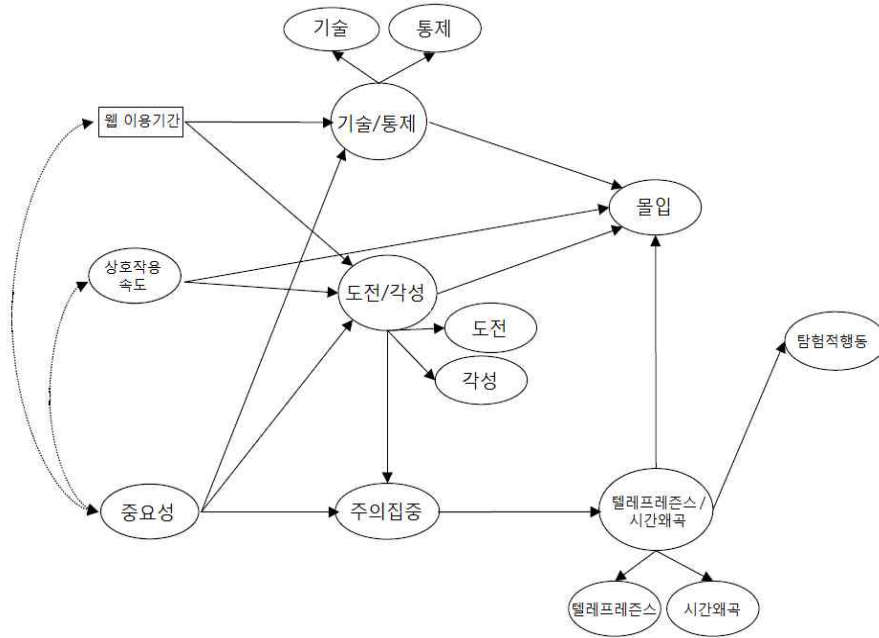 기술
통제
웹 이용기간
기술/통제
몰입
상호작용
속도
도전/각성
도전
탐험적행동
각성
중요성
주의집중
텔레프레즌스/
시간왜곡
텔레프레즌스
시간왜곡